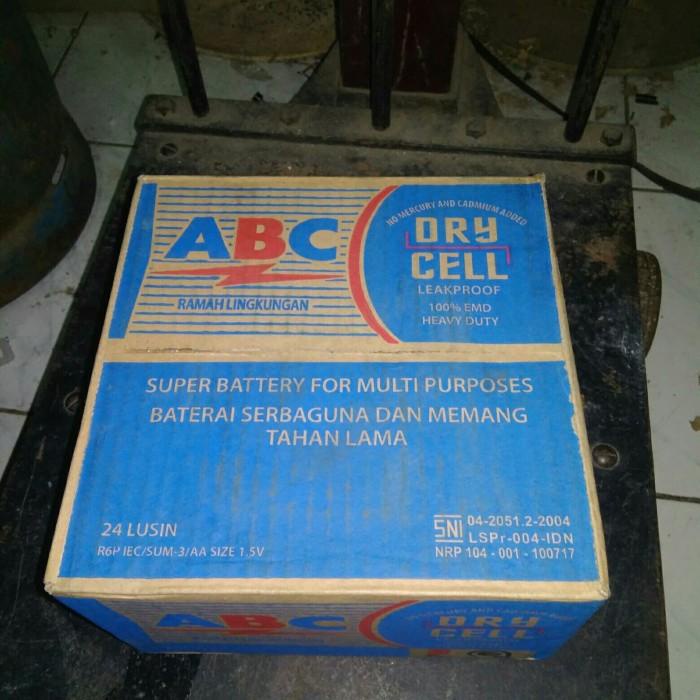 ABC
RAMAH LINGKUNGAN
NO MERCURY AND CADMIUM ADDED
DRY
CELL
LEAKPROOF
100% EMD
HEAVY DUTY
SUPER BATTERY FOR MULTI PURPOSES
BATERAI SERBAGUNA DAN MEMANG
TAHAN LAMA
24 LUSIN
R6P IEC/SUM-3/AA SIZE 1.5V
SNI 04-2051.2-2004
LSPr-004-IDN
NRP 104 - 001 - 100717
ABC
DRY
CELL